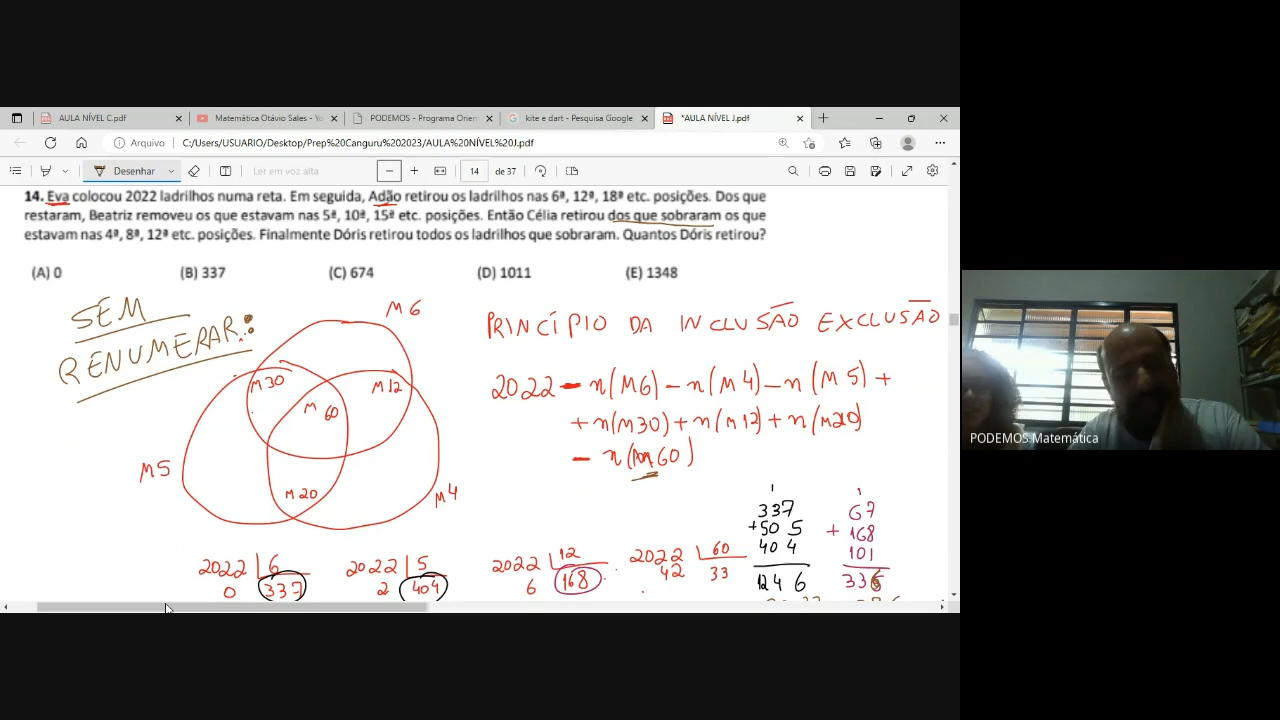 AULA NÍVEL C.pdf
Matemática Otávio Sales - Yo
PODEMOS - Programa Orien
kite e dart - Pesquisa Google
*AULA NÍVEL J.pdf
Arquivo C:/Users/USUARIO/Desktop/Prep%20Canguru%202023/AULA%20NÍVEL%20J.pdf
Desenhar
Ler em voz alta
14 de 37
14. Eva colocou 2022 ladrilhos numa reta. Em seguida, Adão retirou os ladrilhos nas 6ª, 12ª, 18ª etc. posições. Dos que
restaram, Beatriz removeu os que estavam nas 5ª, 10ª, 15ª etc. posições. Então Célia retirou dos que sobraram os que
estavam nas 4ª, 8ª, 12ª etc. posições. Finalmente Dóris retirou todos os ladrilhos que sobraram. Quantos Dóris retirou?
(A) 0 (B) 337 (C) 674 (D) 1011 (E) 1348
SEM
RENUMERAR:
M6
M30
M12
M60
M5
M20
M4
PRINCÍPIO DA INCLUSÃO EXCLUSÃO
2022 - n(M6) - n(M4) - n(M5) +
+ n(M30) + n(M12) + n(M20)
- n(M60)
2022 6
0 337
2022 5
2 404
2022 12
6 168
2022 60
42 33
1
337
+505
404
1246
1
67
+ 168
101
336
PODEMOS Matemática